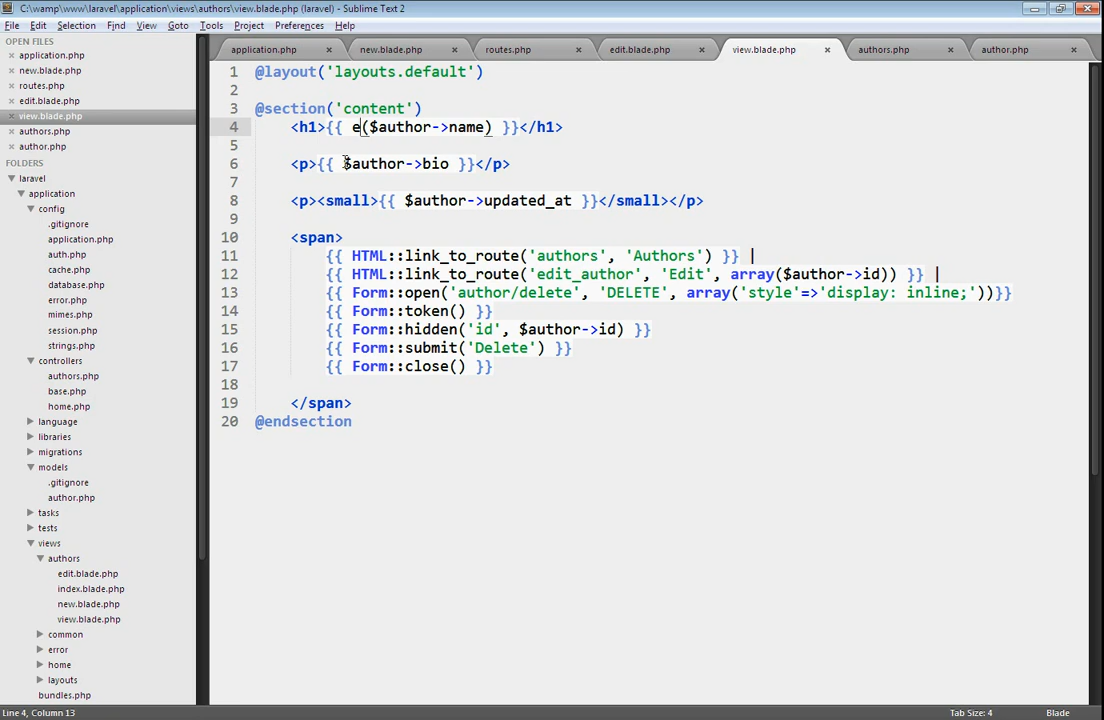 C:\wamp\www\laravel\application\views\authors\view.blade.php (laravel) - Sublime Text 2
File Edit Selection Find View Goto Tools Project Preferences Help
OPEN FILES
application.php
new.blade.php
routes.php
edit.blade.php
view.blade.php
authors.php
author.php
FOLDERS
laravel
application
config
.gitignore
application.php
auth.php
cache.php
database.php
error.php
mimes.php
session.php
strings.php
controllers
authors.php
base.php
home.php
language
libraries
migrations
models
.gitignore
author.php
tasks
tests
views
authors
edit.blade.php
index.blade.php
new.blade.php
view.blade.php
common
error
home
layouts
bundles.php
application.php new.blade.php routes.php edit.blade.php view.blade.php authors.php author.php
1 @layout('layouts.default')
2
3 @section('content')
4 <h1>{{ e($author->name) }}</h1>
5
6 <p>{{ $author->bio }}</p>
7
8 <p><small>{{ $author->updated_at }}</small></p>
9
10 <span>
11 {{ HTML::link_to_route('authors', 'Authors') }} |
12 {{ HTML::link_to_route('edit_author', 'Edit', array($author->id)) }} |
13 {{ Form::open('author/delete', 'DELETE', array('style'=>'display: inline;'))}}
14 {{ Form::token() }}
15 {{ Form::hidden('id', $author->id) }}
16 {{ Form::submit('Delete') }}
17 {{ Form::close() }}
18
19 </span>
20 @endsection
Line 4, Column 13
Tab Size: 4
Blade